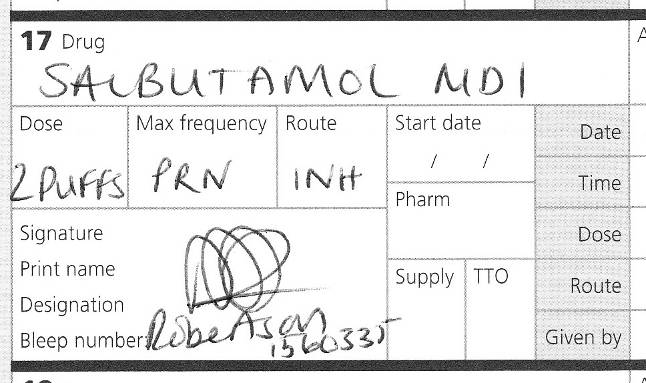 17 Drug
SALBUTAMOL MDI
Dose
Max frequency
Route
Start date
Date
2 PUFFS
PRN
INH
/ /
Time
Pharm
Signature
Dose
Print name
Supply
TTO
Route
Designation
Bleep number:
Robertson
Given by
1560335